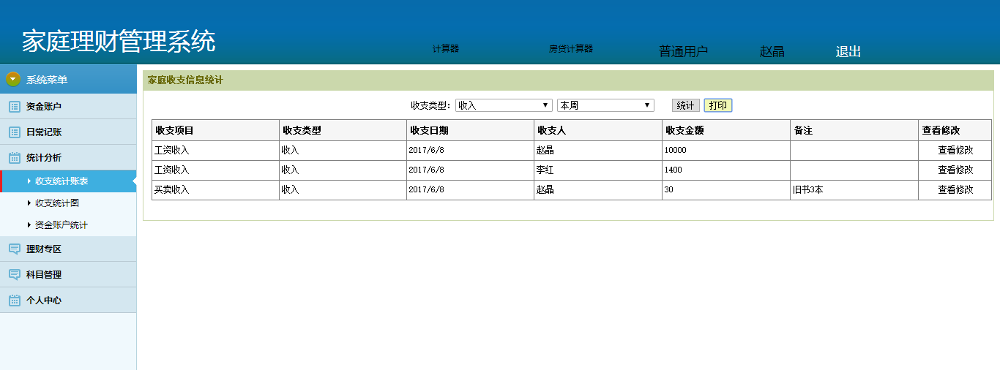 家庭理财管理系统
计算器 房贷计算器 普通用户 赵晶 退出
系统菜单
资金账户
日常记账
统计分析
收支统计账表
收支统计图
资金账户统计
理财专区
科目管理
个人中心
家庭收支信息统计
收支类型： 收入 本周 统计 打印
收支项目 收支类型 收支日期 收支人 收支金额 备注 查看修改
工资收入 收入 2017/6/8 赵晶 10000 查看修改
工资收入 收入 2017/6/8 李红 1400 查看修改
买卖收入 收入 2017/6/8 赵晶 30 旧书3本 查看修改